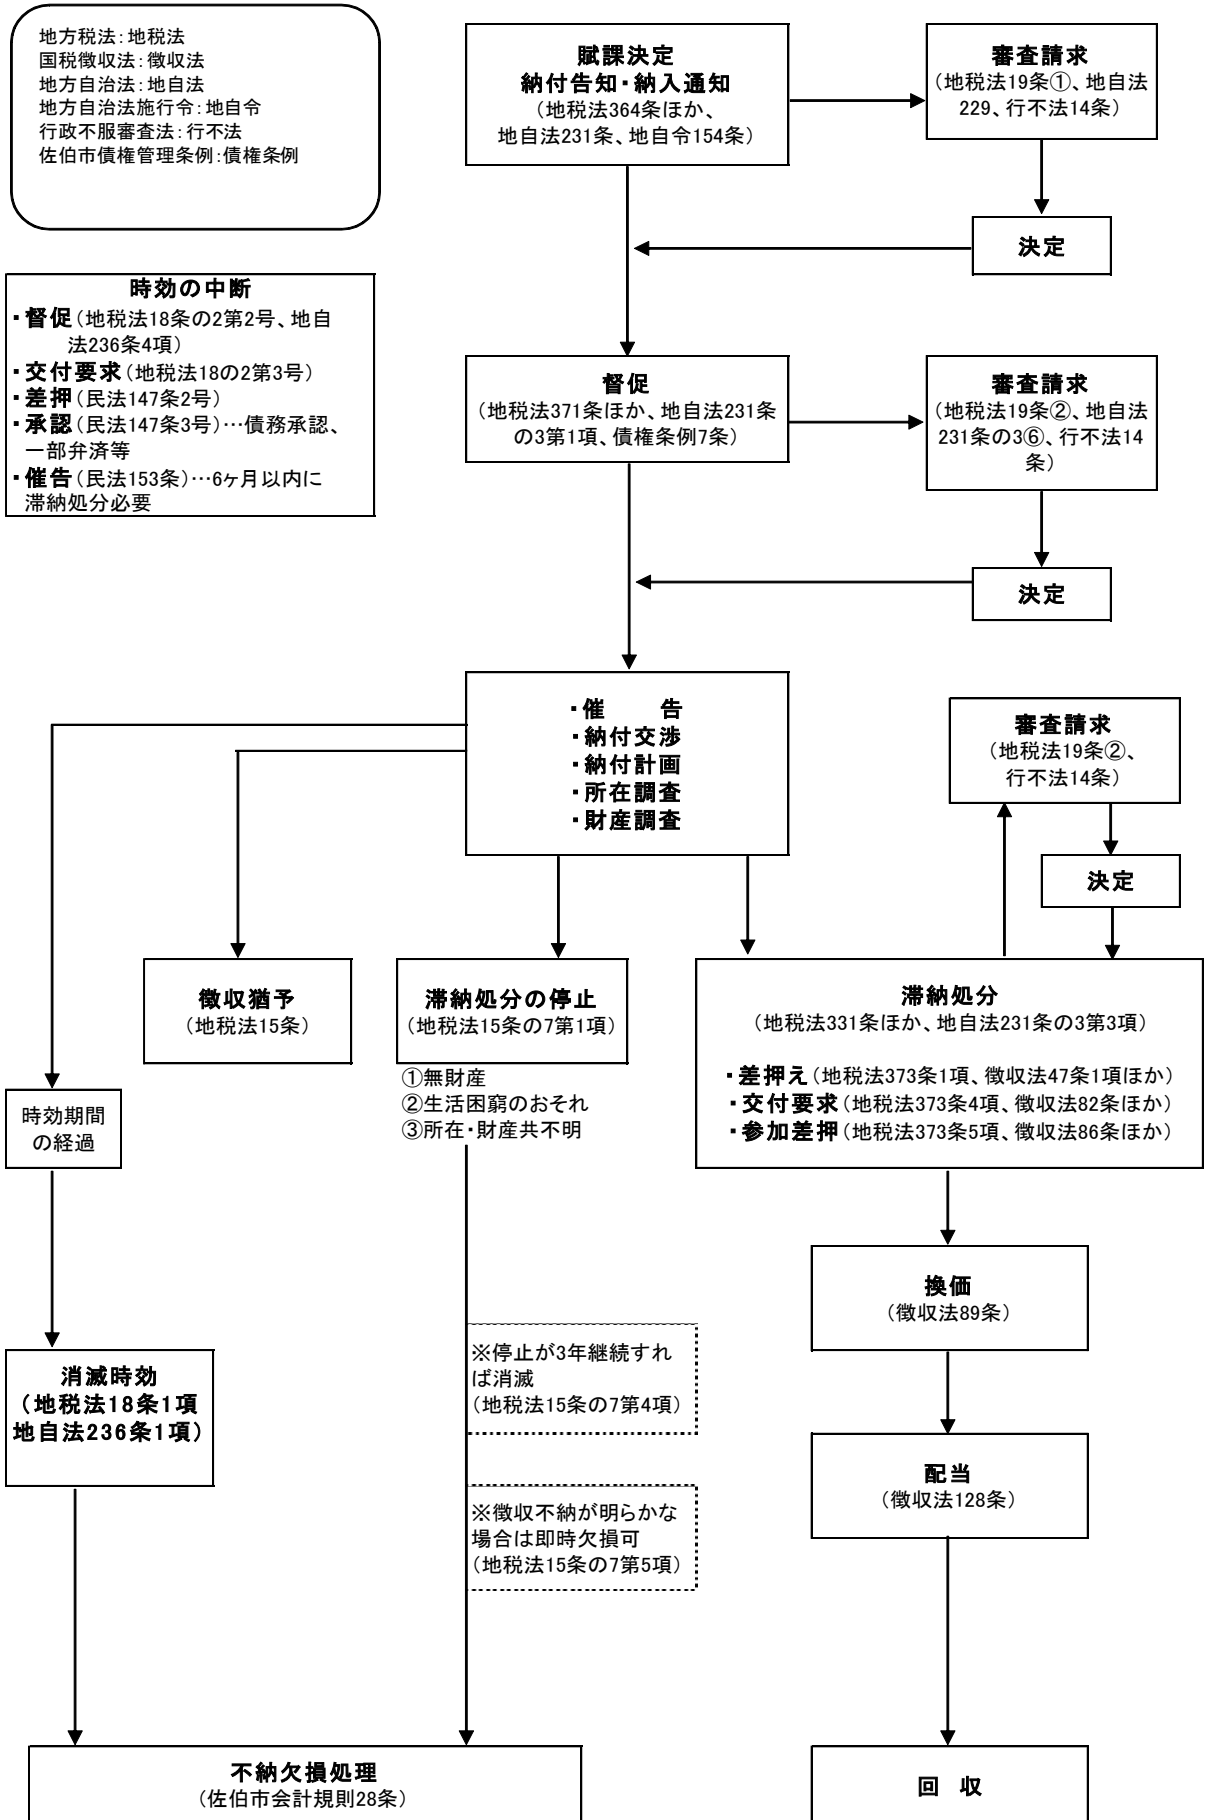 地方税法：地税法
国税徴収法：徴収法
地方自治法：地自法
地方自治法施行令：地自令
行政不服審査法：行不法
佐伯市債権管理条例：債権条例
賦課決定
納付告知・納入通知
（地税法364条ほか、
地自法231条、地自令154条）
審査請求
（地税法19条①、地自法
229、行不法14条）
決定
時効の中断
・督促（地税法18条の2第2号、地自
法236条4項）
・交付要求（地税法18の2第3号）
・差押（民法147条2号）
・承認（民法147条3号）…債務承認、
一部弁済等
・催告（民法153条）…6ヶ月以内に
滞納処分必要
督促
（地税法371条ほか、地自法231条
の3第1項、債権条例7条）
審査請求
（地税法19条②、地自法
231条の3⑥、行不法14
条）
決定
・催　　告
・納付交渉
・納付計画
・所在調査
・財産調査
審査請求
（地税法19条②、
行不法14条）
決定
徴収猶予
（地税法15条）
滞納処分の停止
（地税法15条の7第1項）
①無財産
②生活困窮のおそれ
③所在・財産共不明
滞納処分
（地税法331条ほか、地自法231条の3第3項）
・差押え（地税法373条1項、徴収法47条1項ほか）
・交付要求（地税法373条4項、徴収法82条ほか）
・参加差押（地税法373条5項、徴収法86条ほか）
時効期間
の経過
換価
（徴収法89条）
※停止が3年継続すれ
ば消滅
（地税法15条の7第4項）
消滅時効
（地税法18条1項
地自法236条1項）
配当
（徴収法128条）
※徴収不納が明らかな
場合は即時欠損可
（地税法15条の7第5項）
不納欠損処理
（佐伯市会計規則28条）
回　収